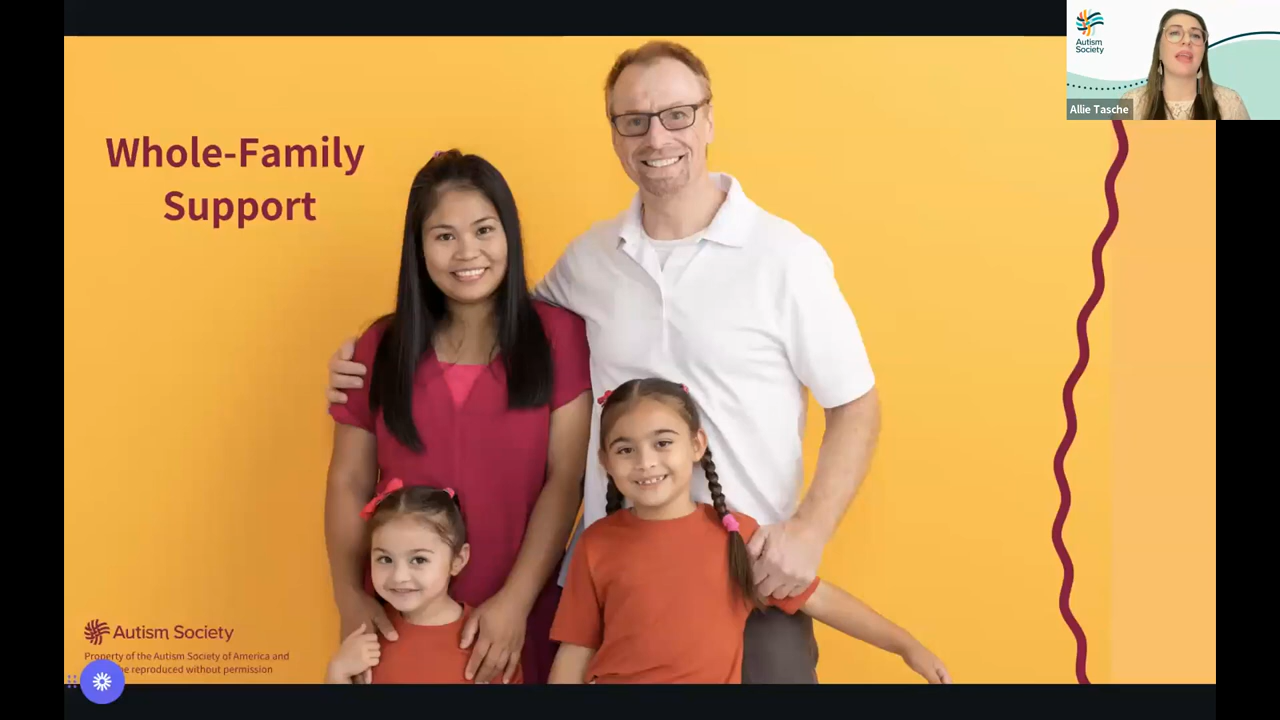 Autism
Society
Allie Tasche
Whole-Family
Support
Autism Society
Property of the Autism Society of America and
be reproduced without permission